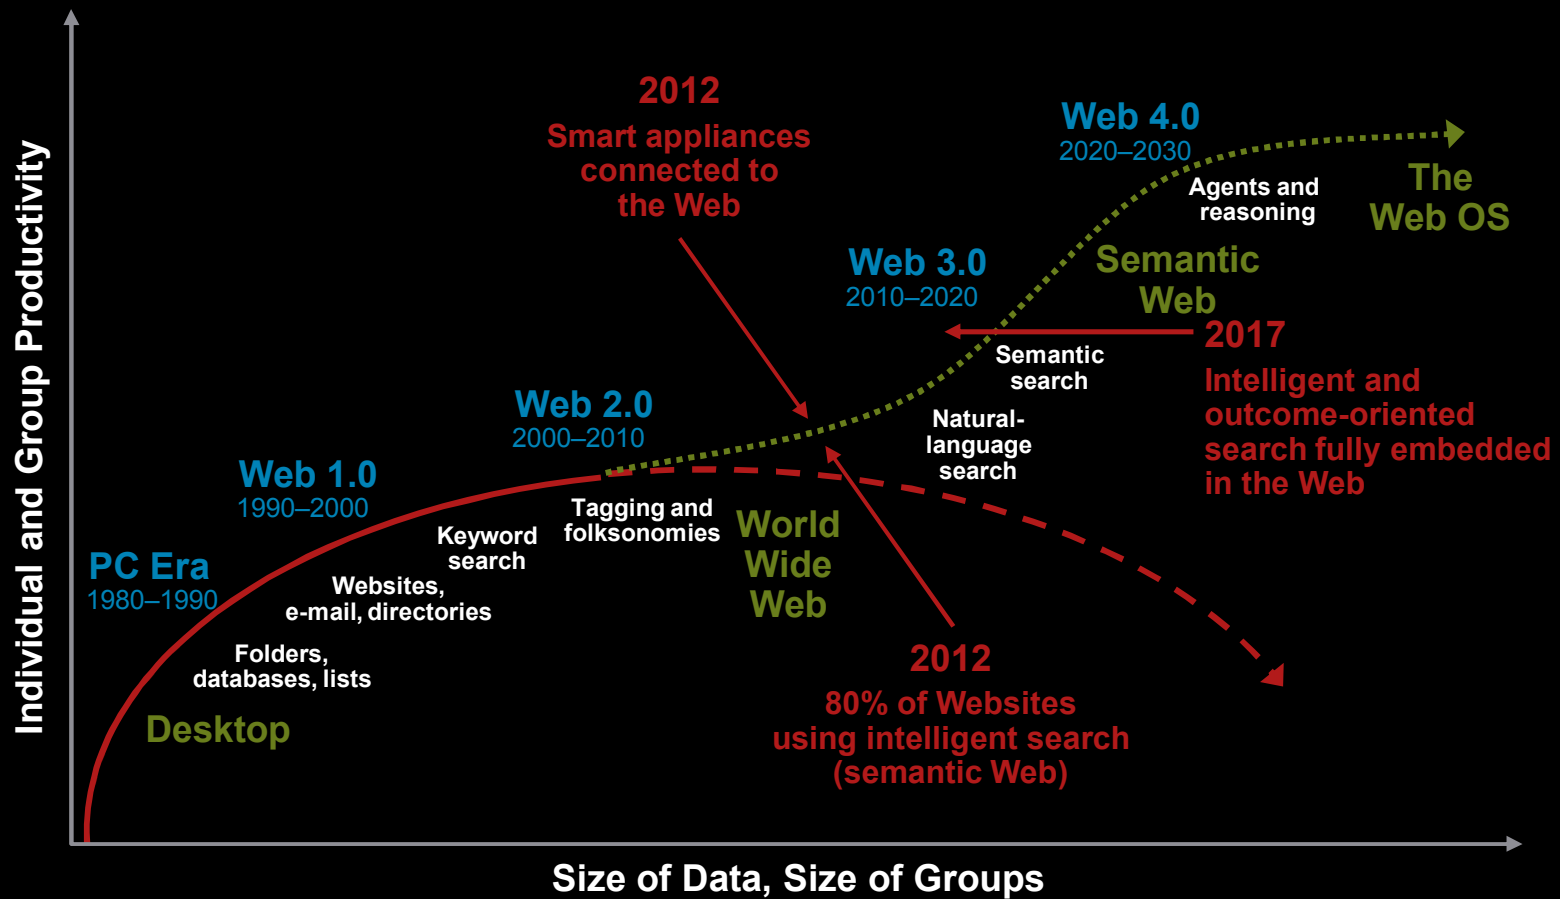 Individual and Group Productivity
2012
Smart appliances
connected to
the Web
Web 4.0
2020–2030
Agents and
reasoning
The
Web OS
Web 3.0
2010–2020
Semantic
Web
2017
Intelligent and
outcome-oriented
search fully embedded
in the Web
Semantic
search
Natural-
language
search
Web 2.0
2000–2010
Tagging and
folksonomies
World
Wide
Web
Web 1.0
1990–2000
Keyword
search
Websites,
e-mail, directories
PC Era
1980–1990
Folders,
databases, lists
Desktop
2012
80% of Websites
using intelligent search
(semantic Web)
Size of Data, Size of Groups